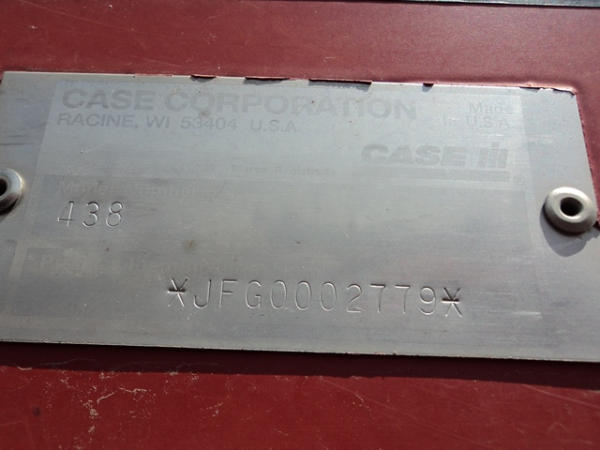 CASE CORPORATION
RACINE, WI 53404 U.S.A.
Made
In U.S.A.
CASE IH
438
*JFG0002779*